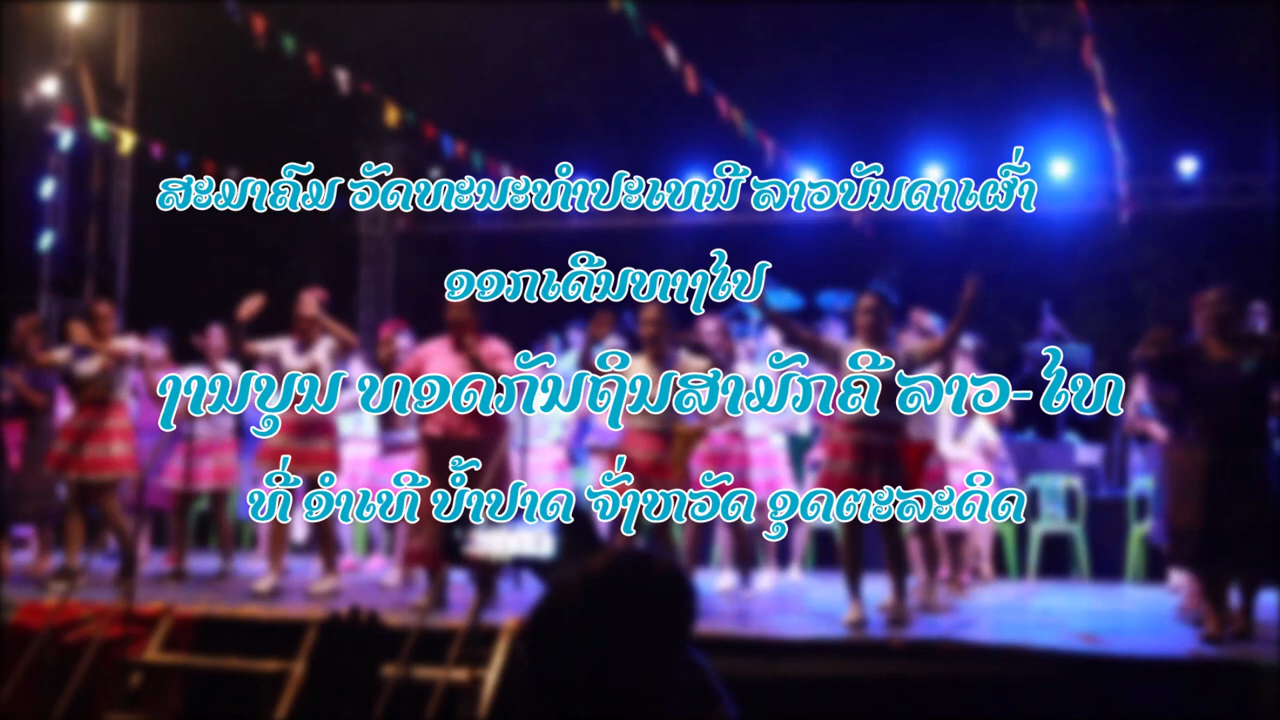 ສະມາຄົມ ວັດທະນະທຳປະເທນີ ລາວບັນດາເຜົ່າ
ອອກເດີນທາງໄປ
ງານບຸນ ທອດກັນຖິນສາມັກຄີ ລາວ-ໄທ
ທີ່ ອຳເທີ ບ້ຳປາດ ຈັ່ງຫວັດ ອຸດຕະລະດິດ